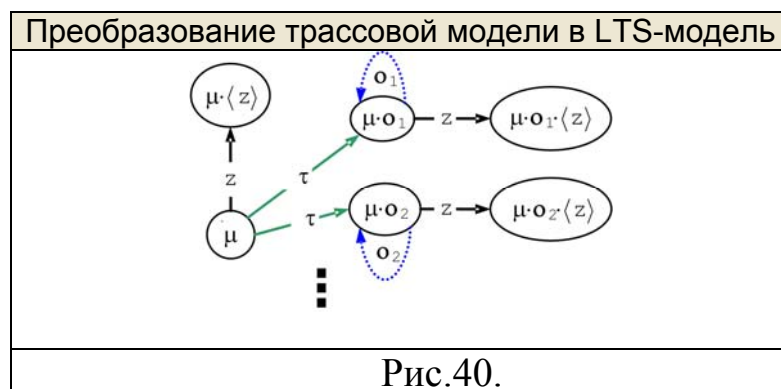 Преобразование трассовой модели в LTS-модель
μ·⟨z⟩
o₁
μ·o₁
z
μ·o₁·⟨z⟩
z
τ
μ
τ
μ·o₂
z
μ·o₂·⟨z⟩
o₂
Рис.40.